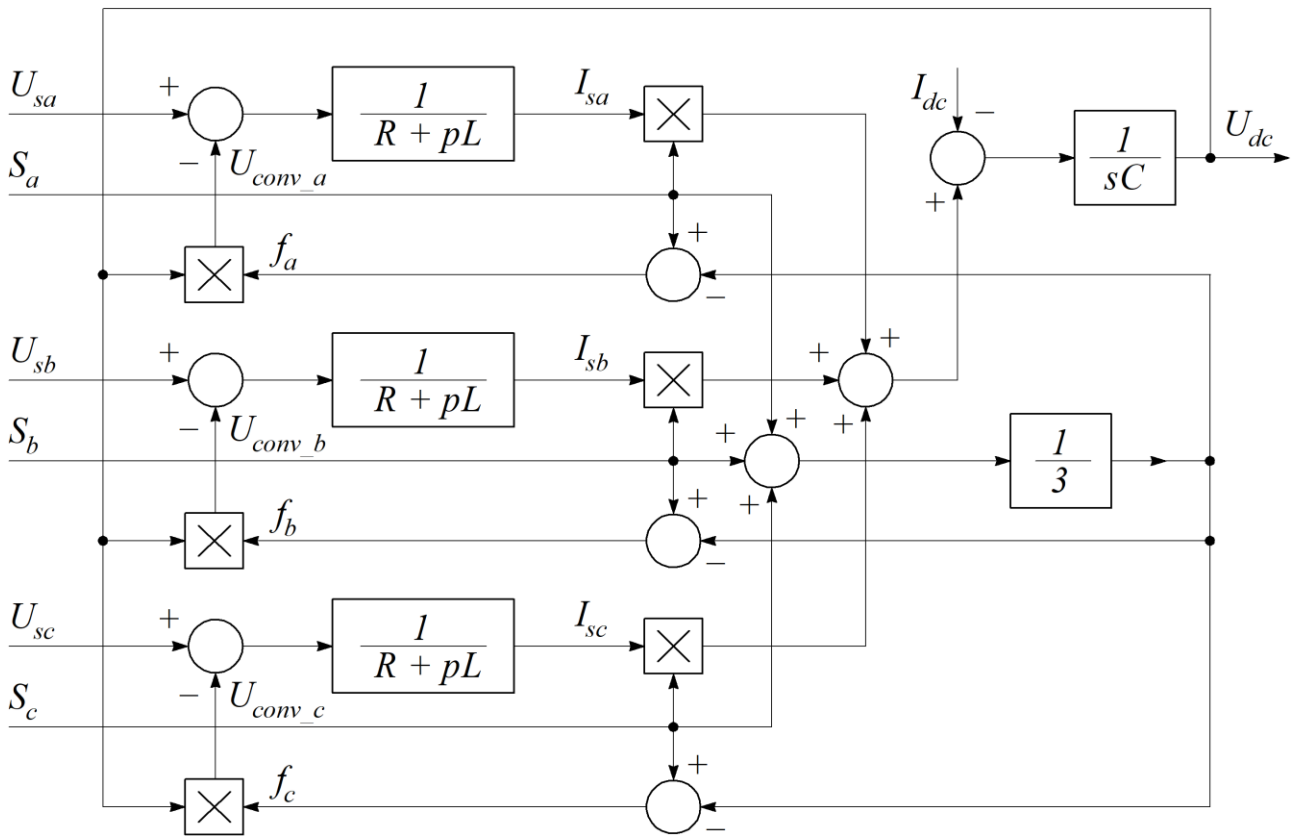 U_sa + 1 / (R + pL) I_sa I_dc − 1 / (sC) U_dc
− U_conv_a × +
S_a
× f_a + −
U_sb + 1 / (R + pL) I_sb × + + +
− U_conv_b
S_b + + + 1 / 3
× f_b + −
U_sc + 1 / (R + pL) I_sc ×
− U_conv_c
S_c
× f_c + −